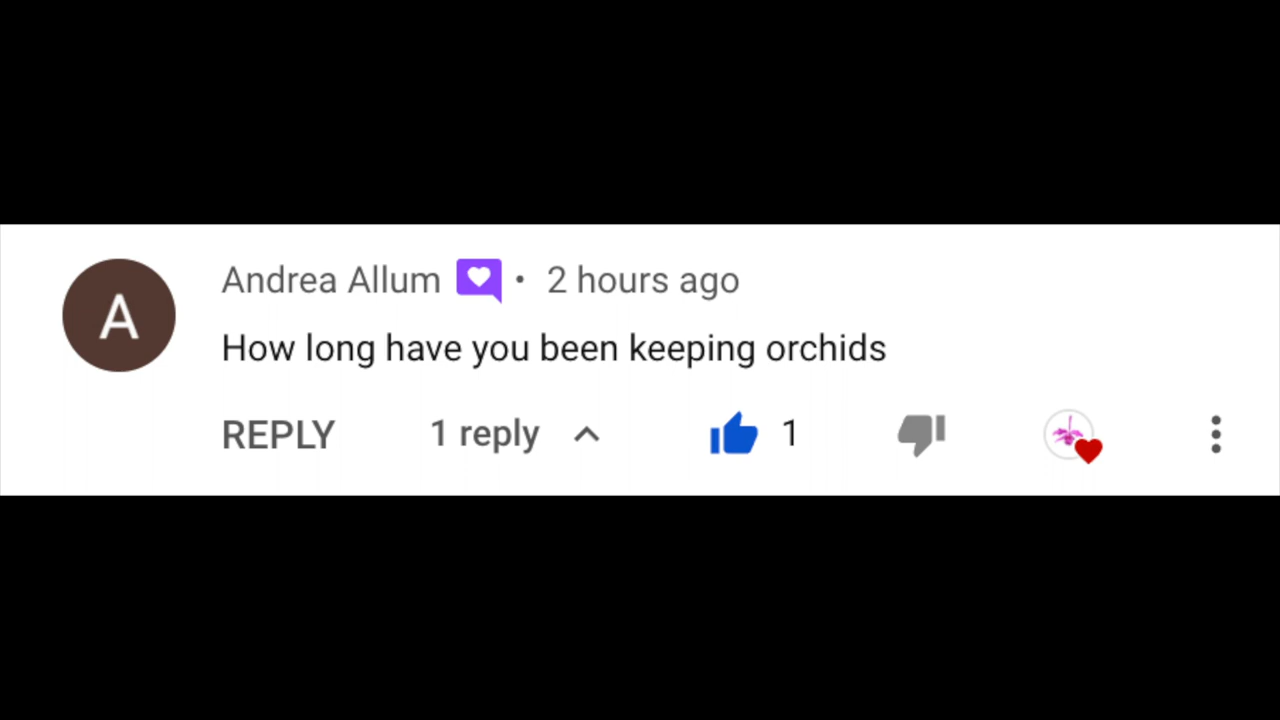 A
Andrea Allum • 2 hours ago
How long have you been keeping orchids
REPLY 1 reply 1